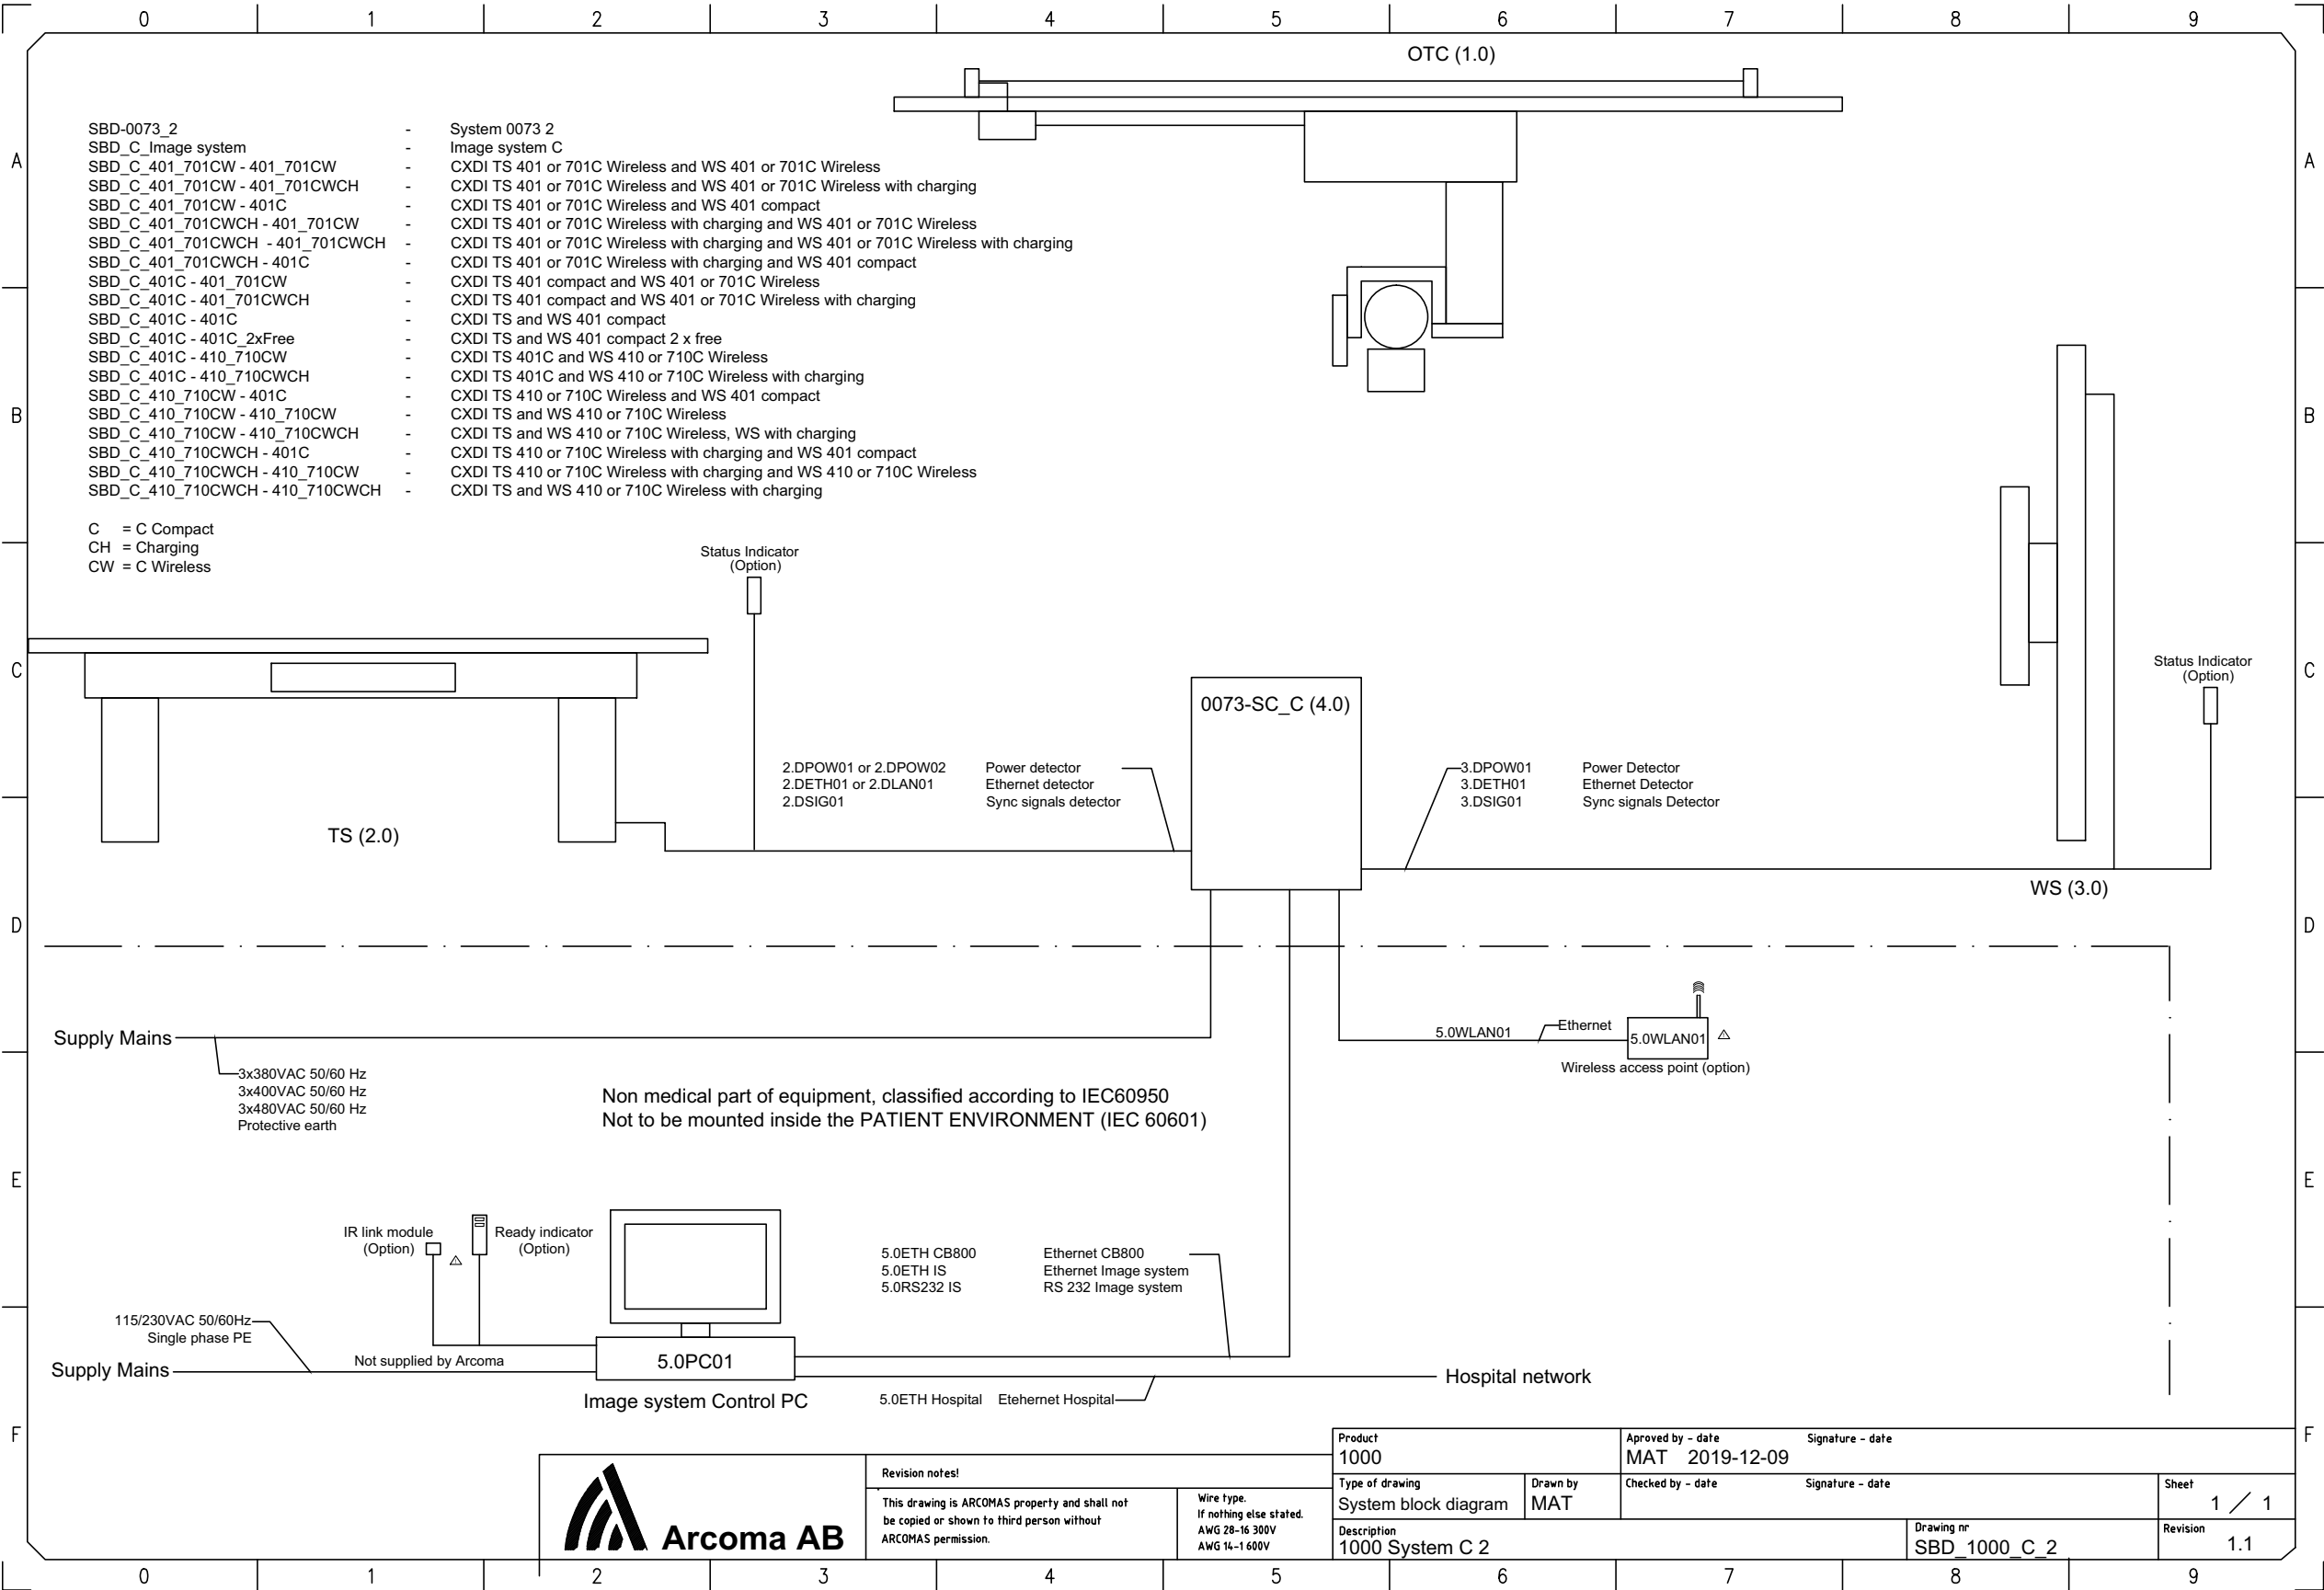 0 1 2 3 4 5 6 7 8 9
OTC (1.0)
SBD-0073_2 - System 0073 2
SBD_C_Image system - Image system C
SBD_C_401_701CW - 401_701CW - CXDI TS 401 or 701C Wireless and WS 401 or 701C Wireless
SBD_C_401_701CW - 401_701CWCH - CXDI TS 401 or 701C Wireless and WS 401 or 701C Wireless with charging
SBD_C_401_701CW - 401C - CXDI TS 401 or 701C Wireless and WS 401 compact
SBD_C_401_701CWCH - 401_701CW - CXDI TS 401 or 701C Wireless with charging and WS 401 or 701C Wireless
SBD_C_401_701CWCH - 401_701CWCH - CXDI TS 401 or 701C Wireless with charging and WS 401 or 701C Wireless with charging
SBD_C_401_701CWCH - 401C - CXDI TS 401 or 701C Wireless with charging and WS 401 compact
SBD_C_401C - 401_701CW - CXDI TS 401 compact and WS 401 or 701C Wireless
SBD_C_401C - 401_701CWCH - CXDI TS 401 compact and WS 401 or 701C Wireless with charging
SBD_C_401C - 401C - CXDI TS and WS 401 compact
SBD_C_401C - 401C_2xFree - CXDI TS and WS 401 compact 2 x free
SBD_C_401C - 410_710CW - CXDI TS 401C and WS 410 or 710C Wireless
SBD_C_401C - 410_710CWCH - CXDI TS 401C and WS 410 or 710C Wireless with charging
SBD_C_410_710CW - 401C - CXDI TS 410 or 710C Wireless and WS 401 compact
SBD_C_410_710CW - 410_710CW - CXDI TS and WS 410 or 710C Wireless
SBD_C_410_710CW - 410_710CWCH - CXDI TS and WS 410 or 710C Wireless, WS with charging
SBD_C_410_710CWCH - 401C - CXDI TS 410 or 710C Wireless with charging and WS 401 compact
SBD_C_410_710CWCH - 410_710CW - CXDI TS 410 or 710C Wireless with charging and WS 410 or 710C Wireless
SBD_C_410_710CWCH - 410_710CWCH - CXDI TS and WS 410 or 710C Wireless with charging
C = C Compact
CH = Charging
CW = C Wireless
A A
B B
C C
D D
E E
F F
Status Indicator
(Option)
Status Indicator
(Option)
0073-SC_C (4.0)
2.DPOW01 or 2.DPOW02 Power detector
2.DETH01 or 2.DLAN01 Ethernet detector
2.DSIG01 Sync signals detector
3.DPOW01 Power Detector
3.DETH01 Ethernet Detector
3.DSIG01 Sync signals Detector
TS (2.0)
WS (3.0)
Supply Mains
3x380VAC 50/60 Hz
3x400VAC 50/60 Hz
3x480VAC 50/60 Hz
Protective earth
5.0WLAN01
Ethernet
5.0WLAN01
Wireless access point (option)
Non medical part of equipment, classified according to IEC60950
Not to be mounted inside the PATIENT ENVIRONMENT (IEC 60601)
IR link module
(Option)
Ready indicator
(Option)
5.0ETH CB800 Ethernet CB800
5.0ETH IS Ethernet Image system
5.0RS232 IS RS 232 Image system
115/230VAC 50/60Hz
Single phase PE
Supply Mains
Not supplied by Arcoma
5.0PC01
Image system Control PC
5.0ETH Hospital Etehernet Hospital
Hospital network
Arcoma AB
Revision notes!
This drawing is ARCOMAS property and shall not
be copied or shown to third person without
ARCOMAS permission.
Wire type.
If nothing else stated.
AWG 28-16 300V
AWG 14-1 600V
Product
1000
Aproved by - date Signature - date
MAT 2019-12-09
Type of drawing
System block diagram
Drawn by
MAT
Checked by - date Signature - date
Sheet
1 / 1
Description
1000 System C 2
Drawing nr
SBD_1000_C_2
Revision
1.1
0 1 2 3 4 5 6 7 8 9